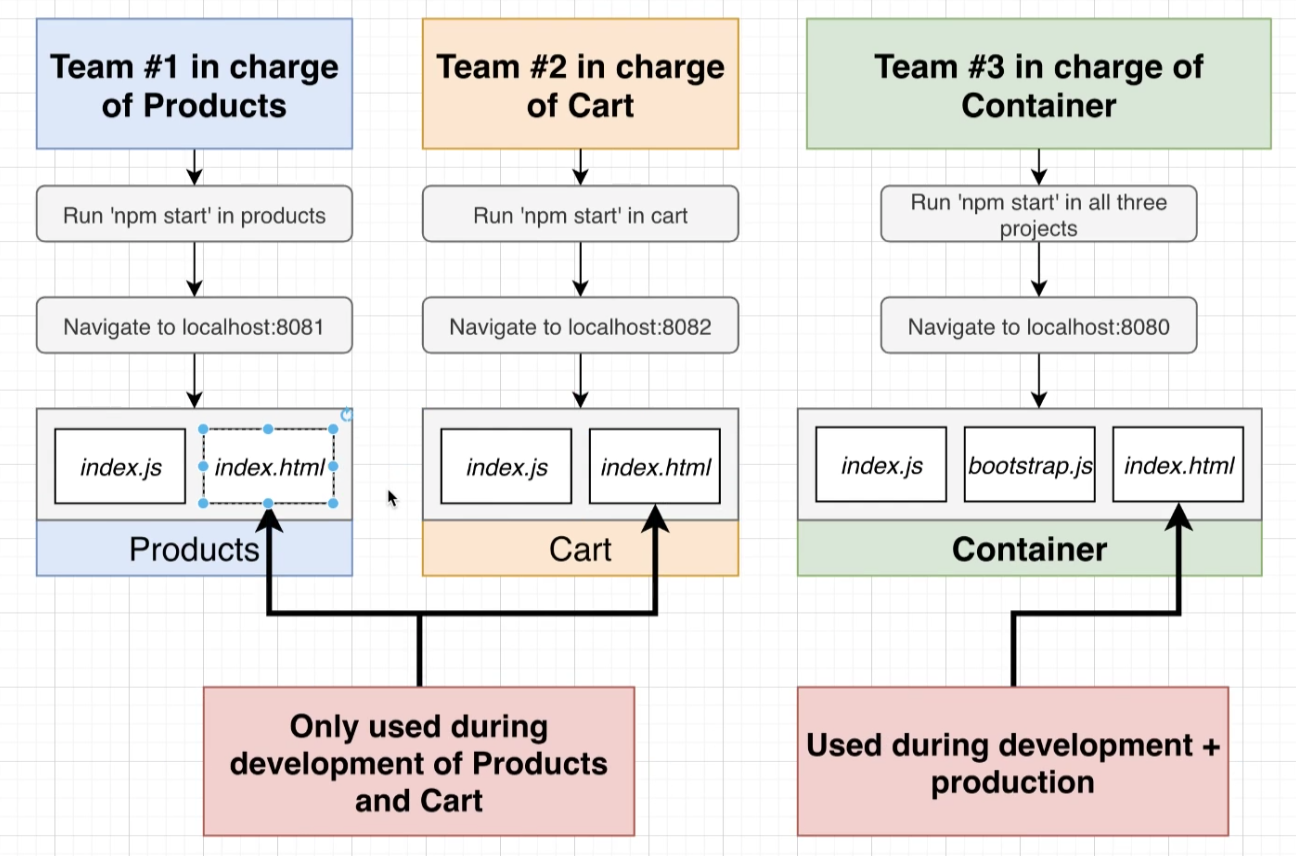 Team #1 in charge
of Products
Team #2 in charge
of Cart
Team #3 in charge of
Container
Run 'npm start' in products
Run 'npm start' in cart
Run 'npm start' in all three
projects
Navigate to localhost:8081
Navigate to localhost:8082
Navigate to localhost:8080
index.js
index.html
index.js
index.html
index.js
bootstrap.js
index.html
Products
Cart
Container
Only used during
development of Products
and Cart
Used during development +
production